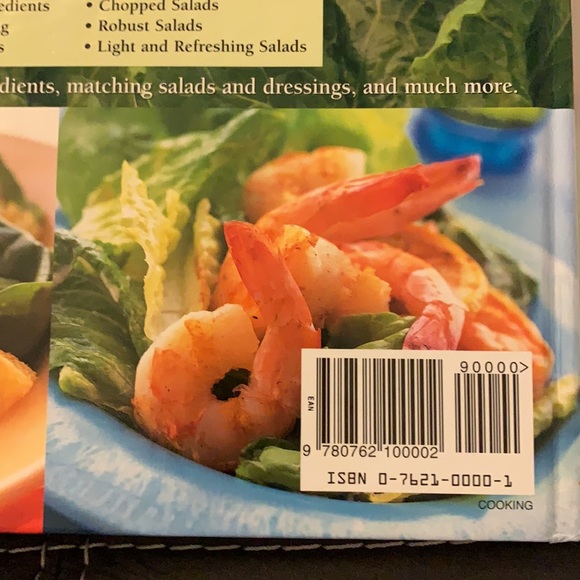 • Chopped Salads
• Robust Salads
• Light and Refreshing Salads
matching salads and dressings, and much more.
90000>
EAN
9 780762 100002
ISBN 0-7621-0000-1
COOKING